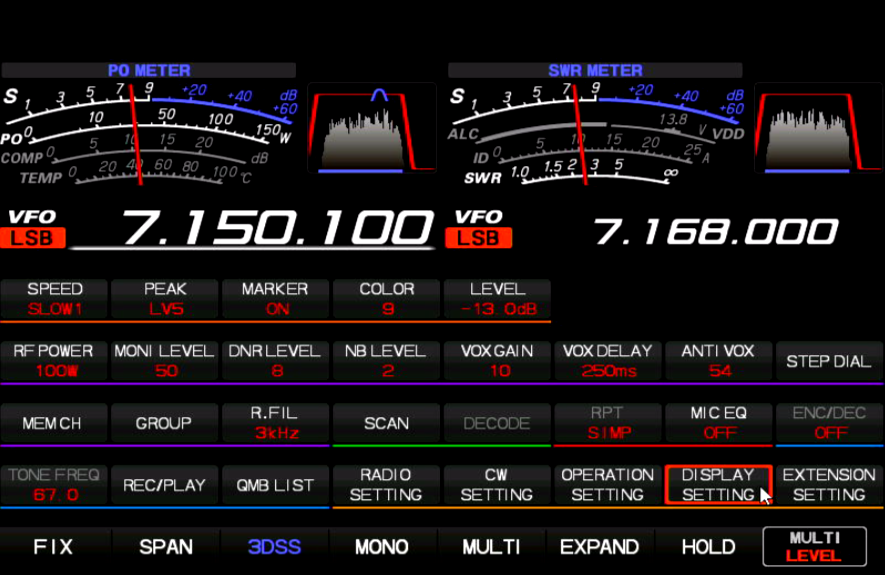 PO METER SWR METER
S 1 3 5 7 9 +20 +40 +60 dB
PO 0 10 50 100 150 W
COMP 0 5 10 15 20 dB
TEMP 0 20 40 60 80 100 °C
S 1 3 5 7 9 +20 +40 +60 dB
ALC 13.8 V VDD
ID 0 5 10 15 20 25 A
SWR 1.0 1.5 2 3 5 ∞
VFO 7.150.100 VFO 7.168.000
LSB LSB
SPEED PEAK MARKER COLOR LEVEL
SLOW1 LV5 ON 9 -13.0dB
RF POWER MONI LEVEL DNR LEVEL NB LEVEL VOX GAIN VOX DELAY ANTI VOX STEP DIAL
100W 50 8 2 10 250ms 54
MEM CH GROUP R.FIL SCAN DECODE RPT MIC EQ ENC/DEC
3kHz SIMP OFF OFF
TONE FREQ REC/PLAY QMB LIST RADIO CW OPERATION DISPLAY EXTENSION
67.0 SETTING SETTING SETTING SETTING SETTING
FIX SPAN 3DSS MONO MULTI EXPAND HOLD MULTI
LEVEL